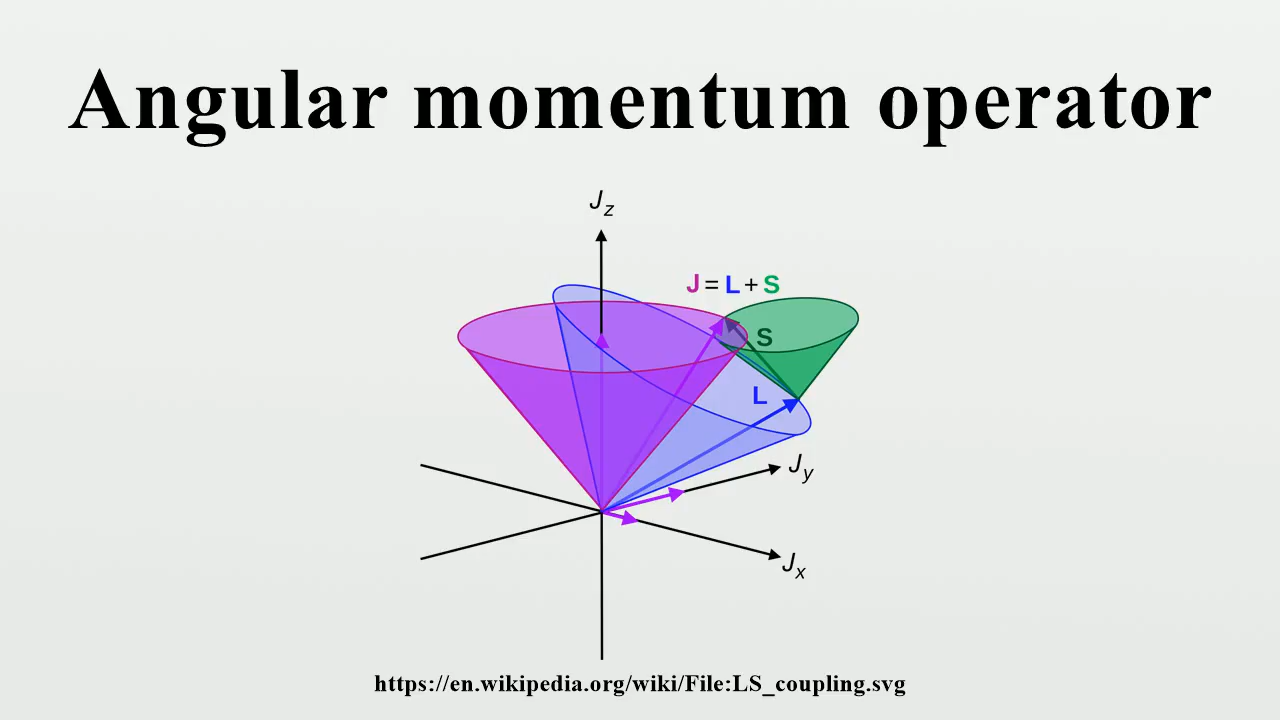 Angular momentum operator
Jz
J = L + S
S
L
Jy
Jx
https://en.wikipedia.org/wiki/File:LS_coupling.svg